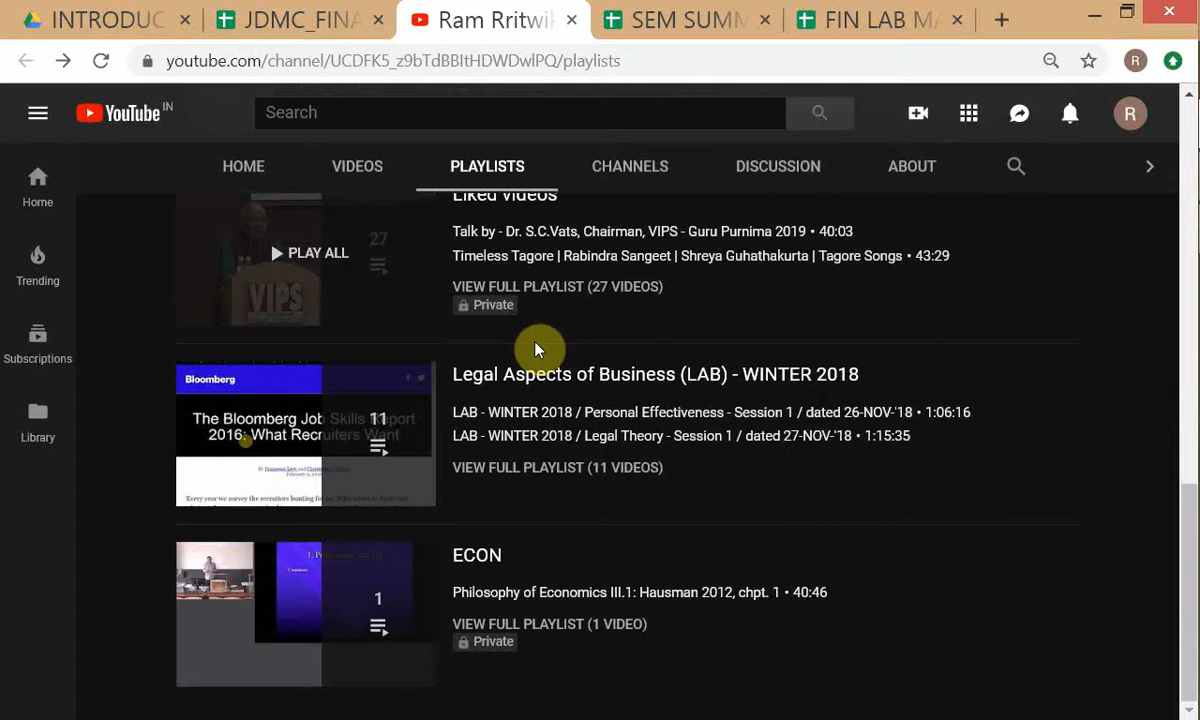 INTRODUC
JDMC_FINA
Ram Rritwik
SEM SUMM
FIN LAB MA
youtube.com/channel/UCDFK5_z9bTdBBItHDWDwlPQ/playlists
R
YouTube IN
Search
R
HOME
VIDEOS
PLAYLISTS
CHANNELS
DISCUSSION
ABOUT
Home
Trending
Subscriptions
Library
Liked videos
27
PLAY ALL
VIPS
Talk by - Dr. S.C.Vats, Chairman, VIPS - Guru Purnima 2019 • 40:03
Timeless Tagore | Rabindra Sangeet | Shreya Guhathakurta | Tagore Songs • 43:29
VIEW FULL PLAYLIST (27 VIDEOS)
Private
Bloomberg
The Bloomberg Job Skills Report
2016: What Recruiters Want
11
Legal Aspects of Business (LAB) - WINTER 2018
LAB - WINTER 2018 / Personal Effectiveness - Session 1 / dated 26-NOV-'18 • 1:06:16
LAB - WINTER 2018 / Legal Theory - Session 1 / dated 27-NOV-'18 • 1:15:35
VIEW FULL PLAYLIST (11 VIDEOS)
1
ECON
Philosophy of Economics III.1: Hausman 2012, chpt. 1 • 40:46
VIEW FULL PLAYLIST (1 VIDEO)
Private